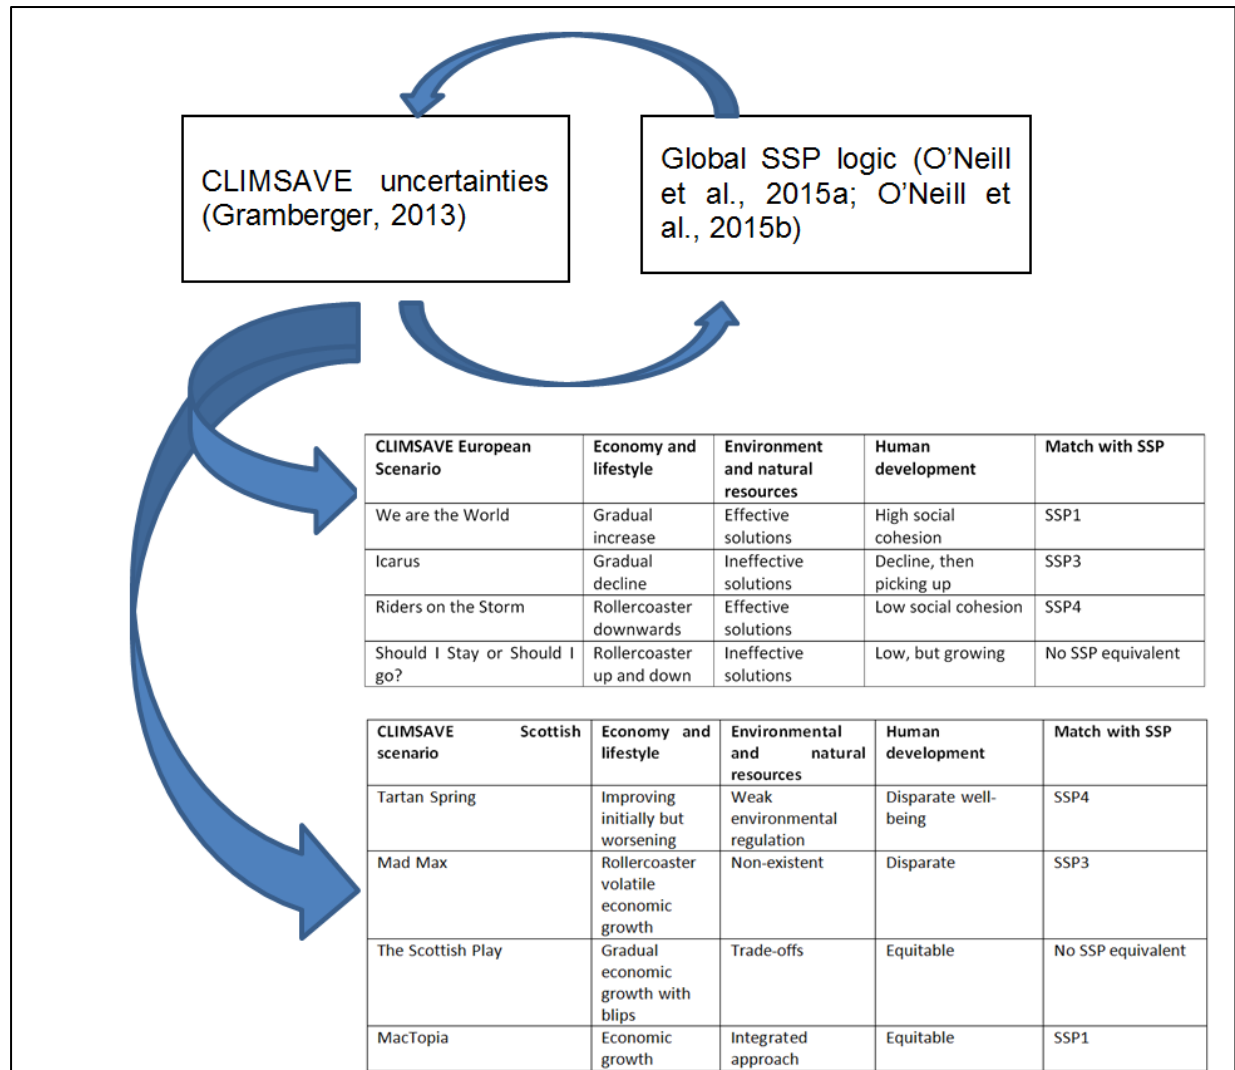 CLIMSAVE uncertainties
(Gramberger, 2013)
Global SSP logic (O'Neill
et al., 2015a; O'Neill et
al., 2015b)
CLIMSAVE European Scenario | Economy and lifestyle | Environment and natural resources | Human development | Match with SSP
We are the World | Gradual increase | Effective solutions | High social cohesion | SSP1
Icarus | Gradual decline | Ineffective solutions | Decline, then picking up | SSP3
Riders on the Storm | Rollercoaster downwards | Effective solutions | Low social cohesion | SSP4
Should I Stay or Should I go? | Rollercoaster up and down | Ineffective solutions | Low, but growing | No SSP equivalent
CLIMSAVE Scottish scenario | Economy and lifestyle | Environmental and natural resources | Human development | Match with SSP
Tartan Spring | Improving initially but worsening | Weak environmental regulation | Disparate well-being | SSP4
Mad Max | Rollercoaster volatile economic growth | Non-existent | Disparate | SSP3
The Scottish Play | Gradual economic growth with blips | Trade-offs | Equitable | No SSP equivalent
MacTopia | Economic growth | Integrated approach | Equitable | SSP1